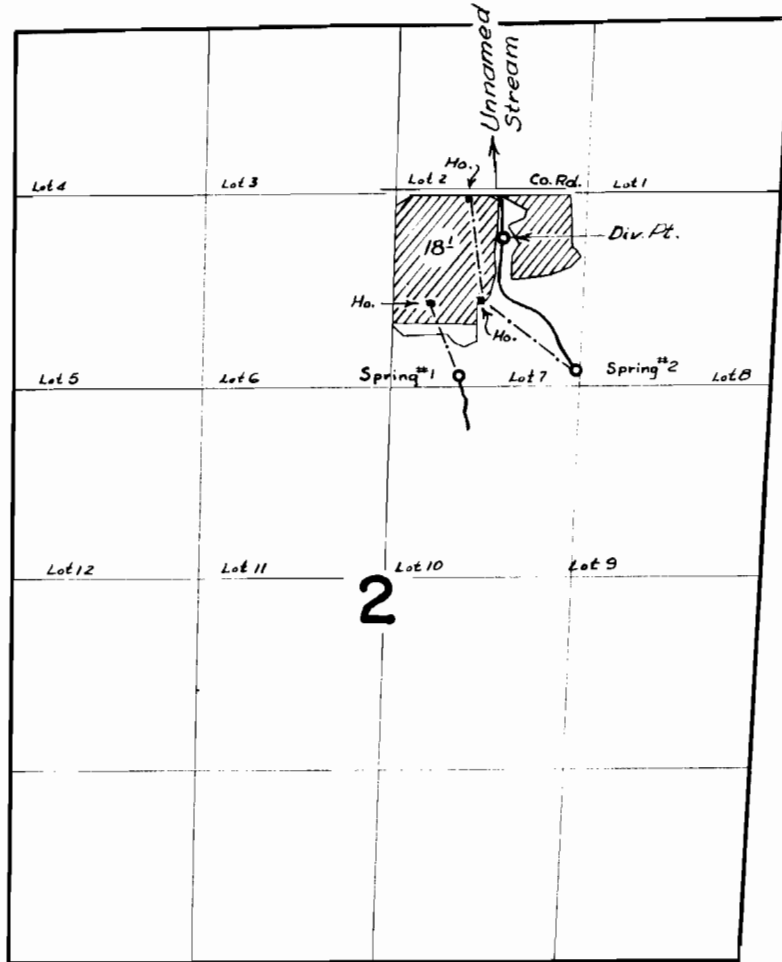 Unnamed
Stream
Ho.
Lot 4
Lot 3
Lot 2
Co. Rd.
Lot 1
18¹
Div. Pt.
Ho.
Ho.
Lot 5
Lot 6
Spring #1
Lot 7
Spring #2
Lot 8
Lot 12
Lot 11
Lot 10
Lot 9
2